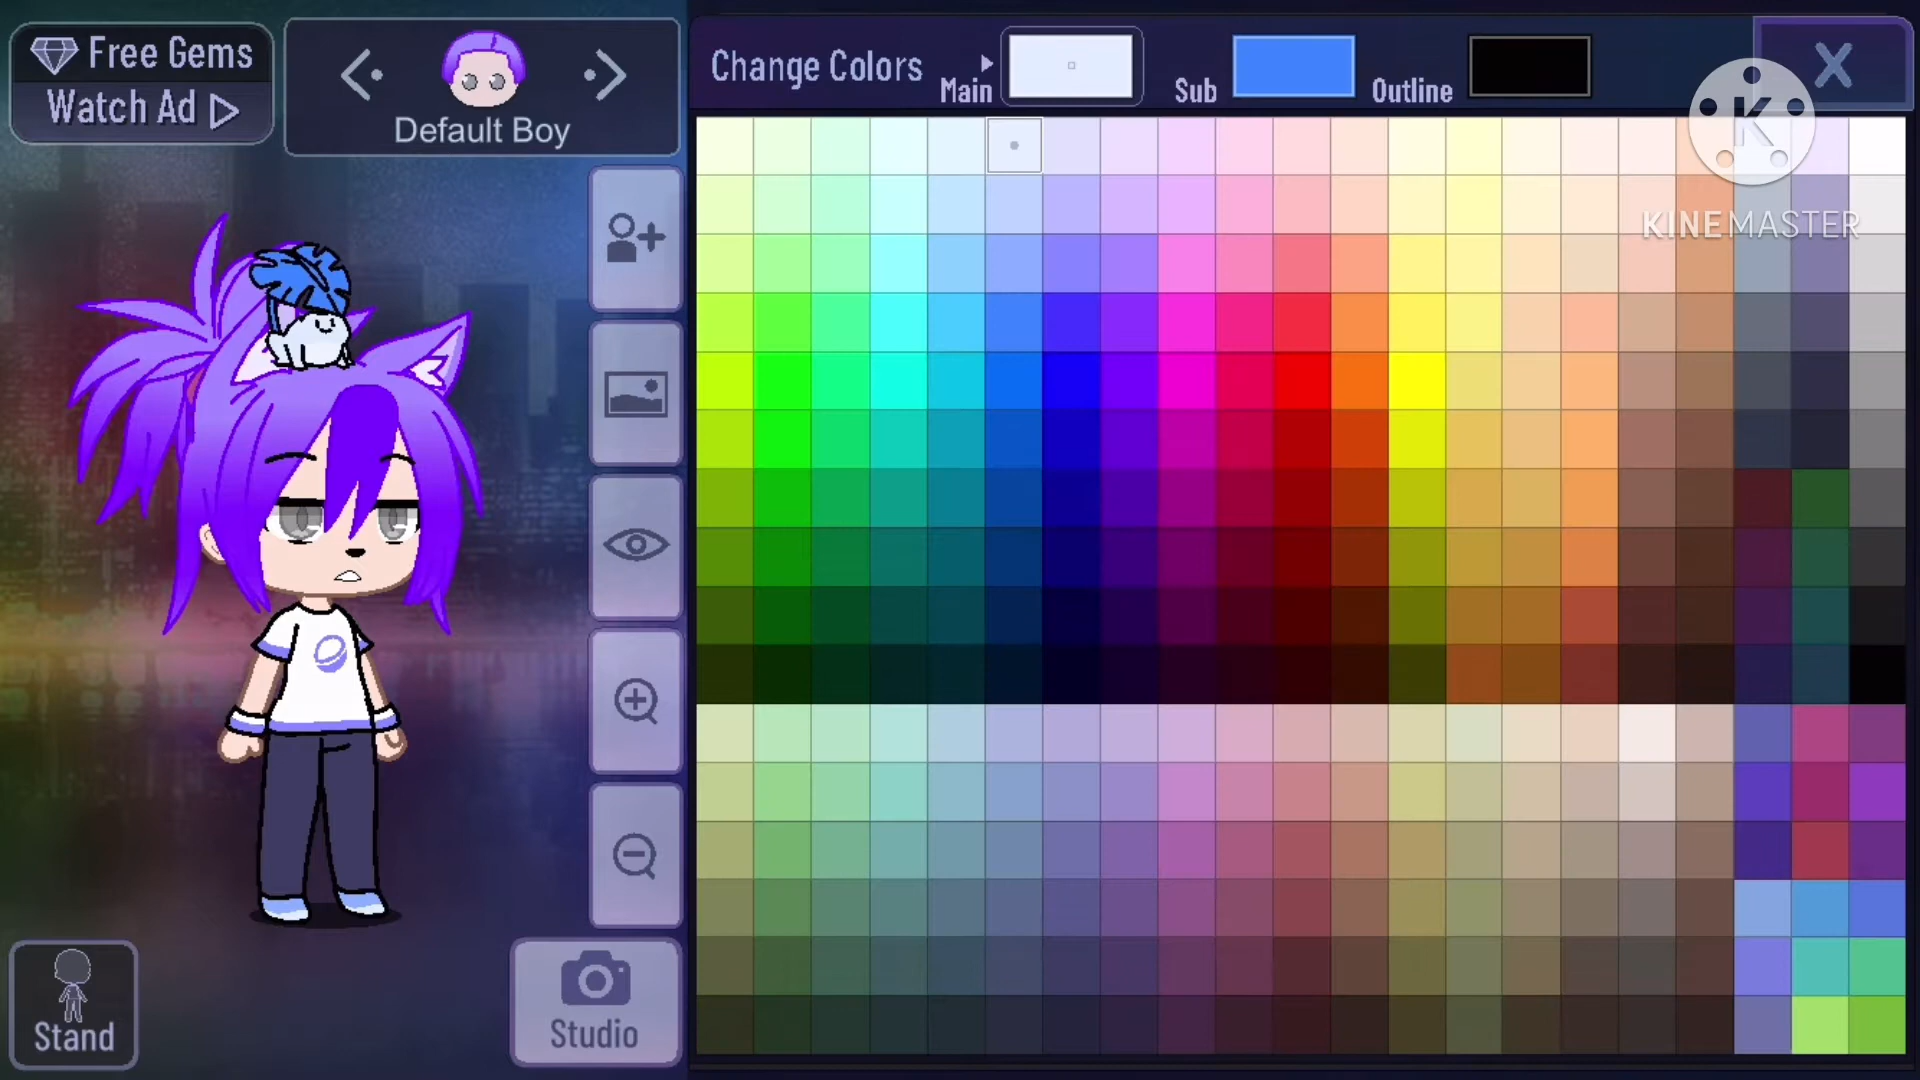 Free Gems
Watch Ad
Default Boy
Change Colors
Main
Sub
Outline
X
K
KINEMASTER
Stand
Studio